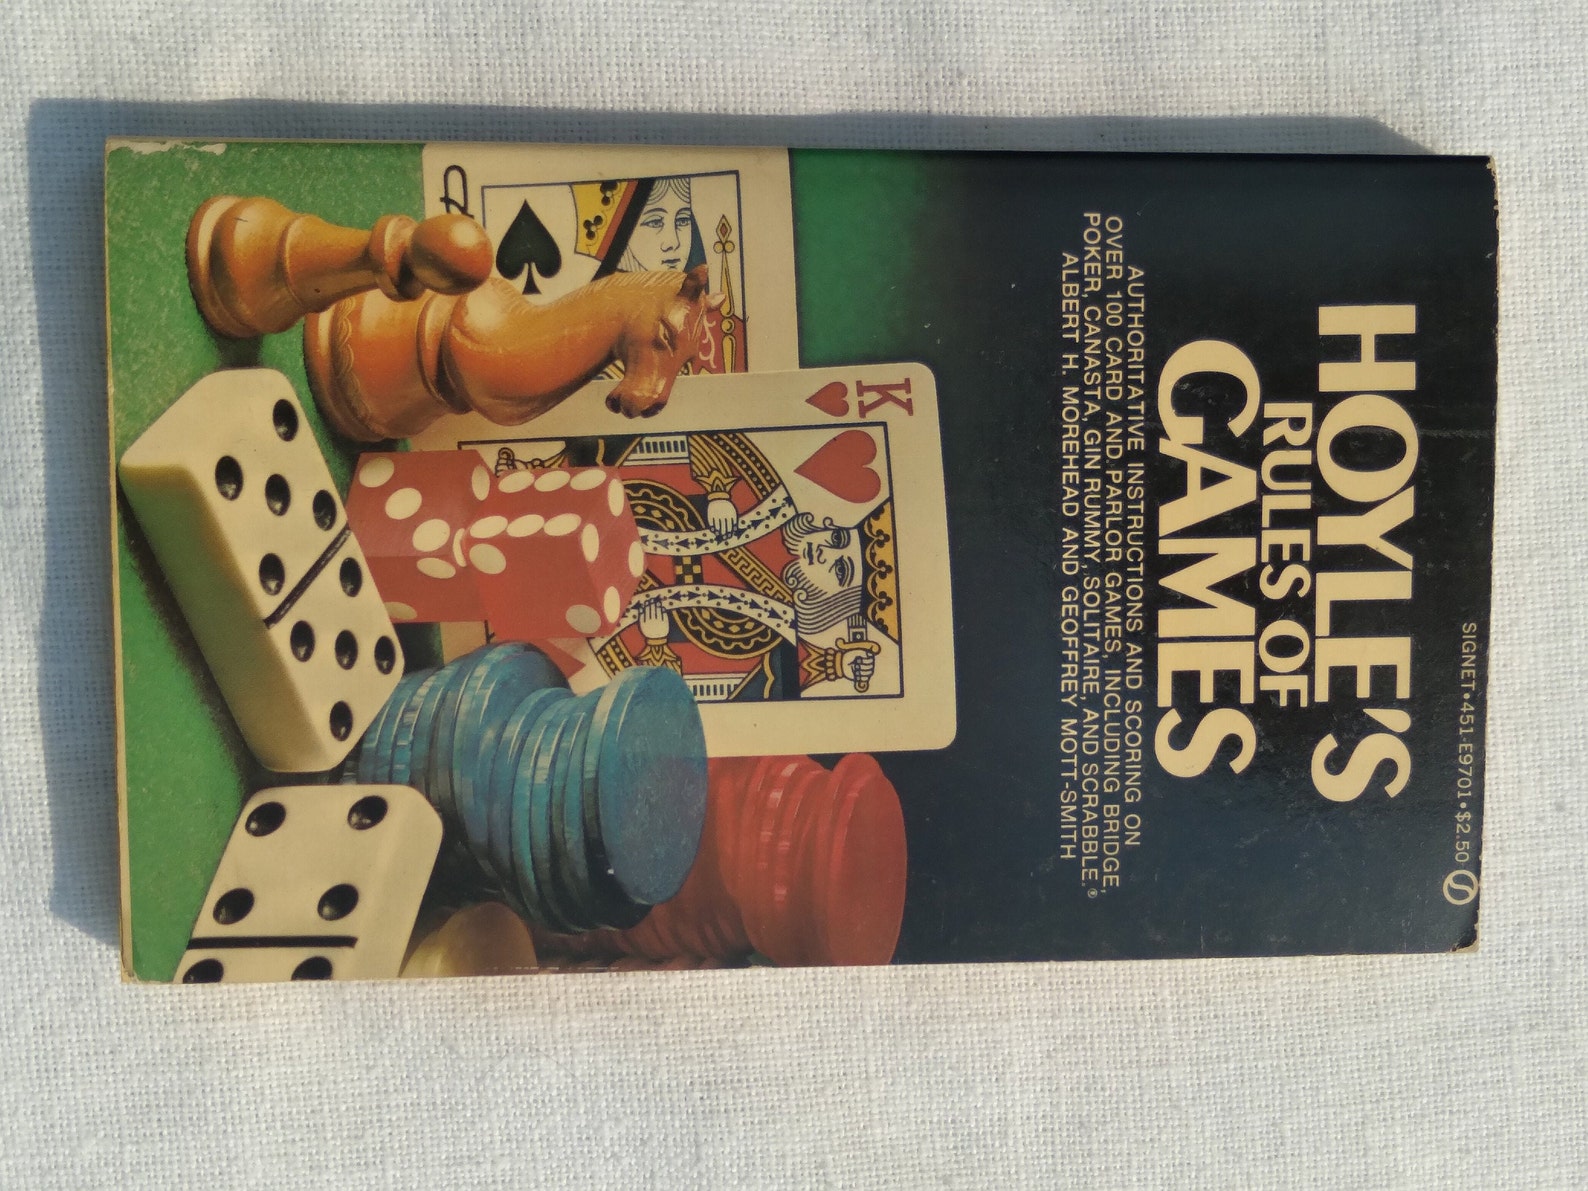 SIGNET•451-E9701•$2.50
HOYLE'S
RULES OF
GAMES
AUTHORITATIVE INSTRUCTIONS AND SCORING ON
OVER 100 CARD AND PARLOR GAMES, INCLUDING BRIDGE,
POKER, CANASTA, GIN RUMMY, SOLITAIRE, AND SCRABBLE.®
ALBERT H. MOREHEAD AND GEOFFREY MOTT-SMITH
Q
K